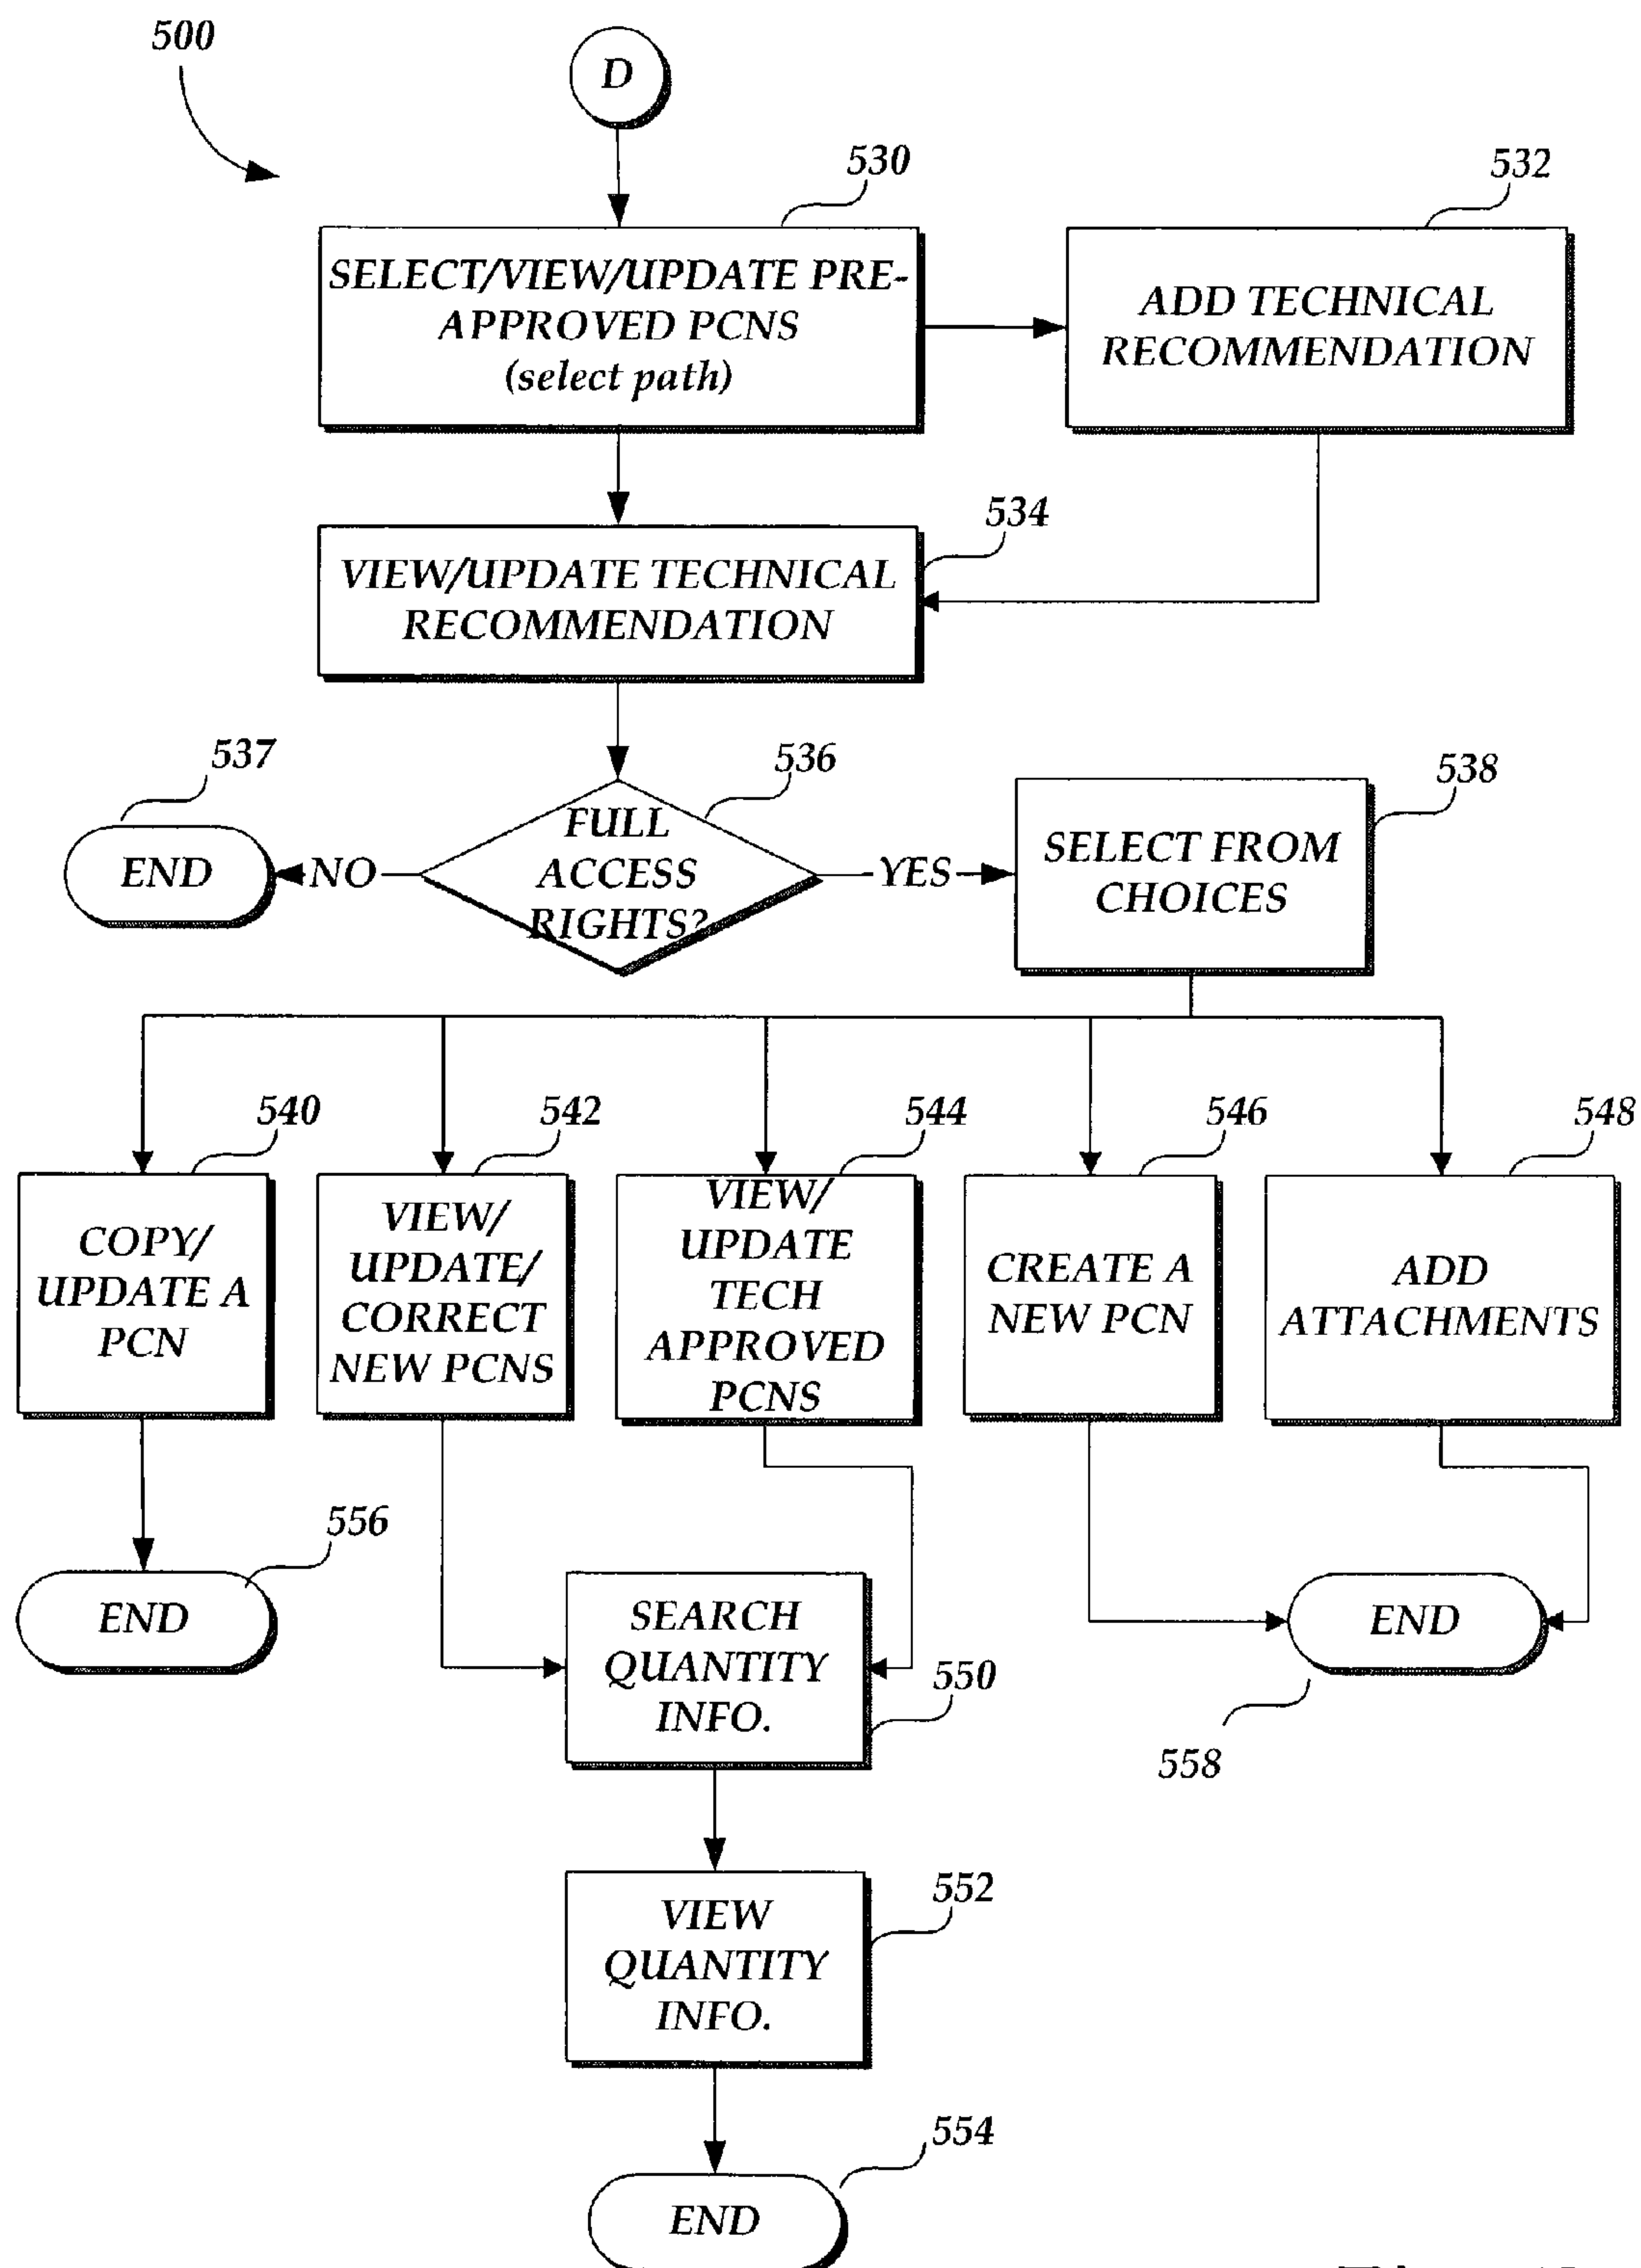 500
D
530
532
SELECT/VIEW/UPDATE PRE-
APPROVED PCNS
(select path)
ADD TECHNICAL
RECOMMENDATION
534
VIEW/UPDATE TECHNICAL
RECOMMENDATION
537
536
538
END
NO
FULL
ACCESS
RIGHTS?
YES
SELECT FROM
CHOICES
540
542
544
546
548
COPY/
UPDATE A
PCN
VIEW/
UPDATE/
CORRECT
NEW PCNS
VIEW/
UPDATE
TECH
APPROVED
PCNS
CREATE A
NEW PCN
ADD
ATTACHMENTS
556
END
SEARCH
QUANTITY
INFO.
550
END
558
552
VIEW
QUANTITY
INFO.
554
END